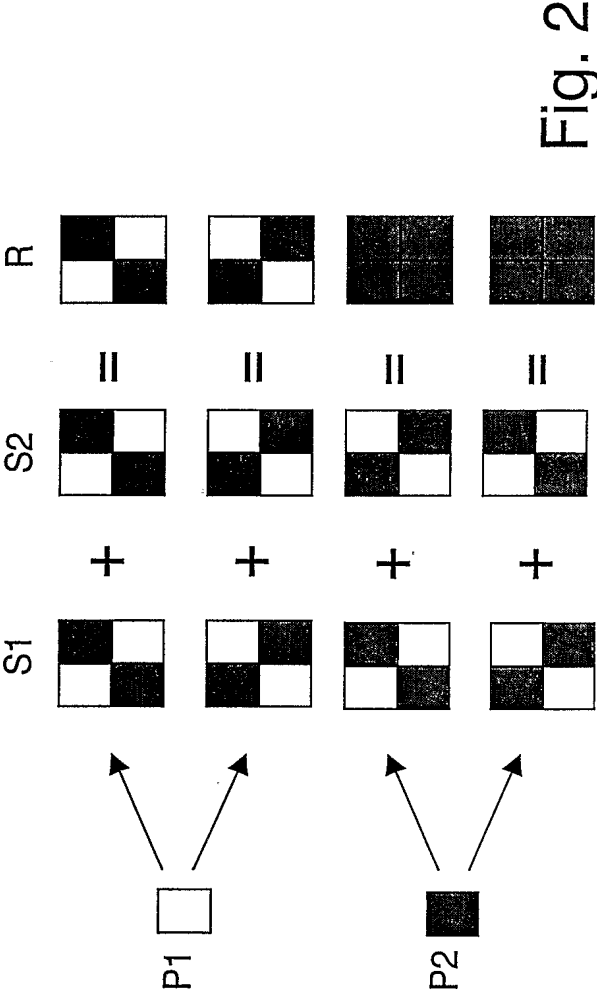 S1 + S2 = R
P1 + =
+ =
P2 + =
+ =
Fig. 2